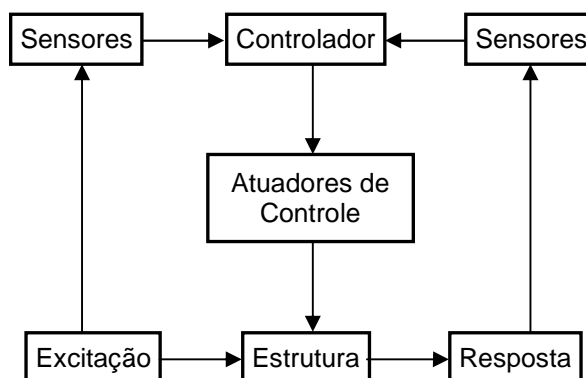 Sensores
Controlador
Sensores
Atuadores de
Controle
Excitação
Estrutura
Resposta